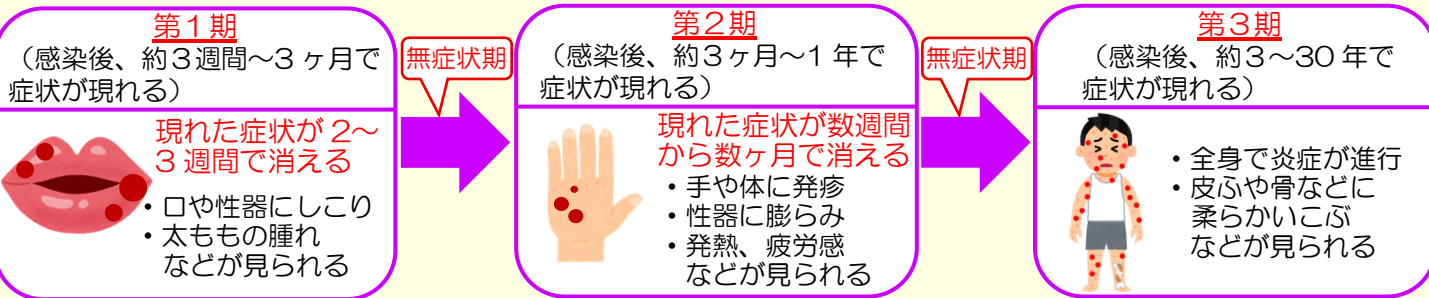 第1期
（感染後、約３週間～３ヶ月で
症状が現れる）
現れた症状が２～
３週間で消える
・口や性器にしこり
・太ももの腫れ
などが見られる
無症状期
第２期
（感染後、約３ヶ月～１年で
症状が現れる）
現れた症状が数週間
から数ヶ月で消える
・手や体に発疹
・性器に膨らみ
・発熱、疲労感
などが見られる
無症状期
第３期
（感染後、約３～30年で
症状が現れる）
・全身で炎症が進行
・皮ふや骨などに
柔らかいこぶ
などが見られる